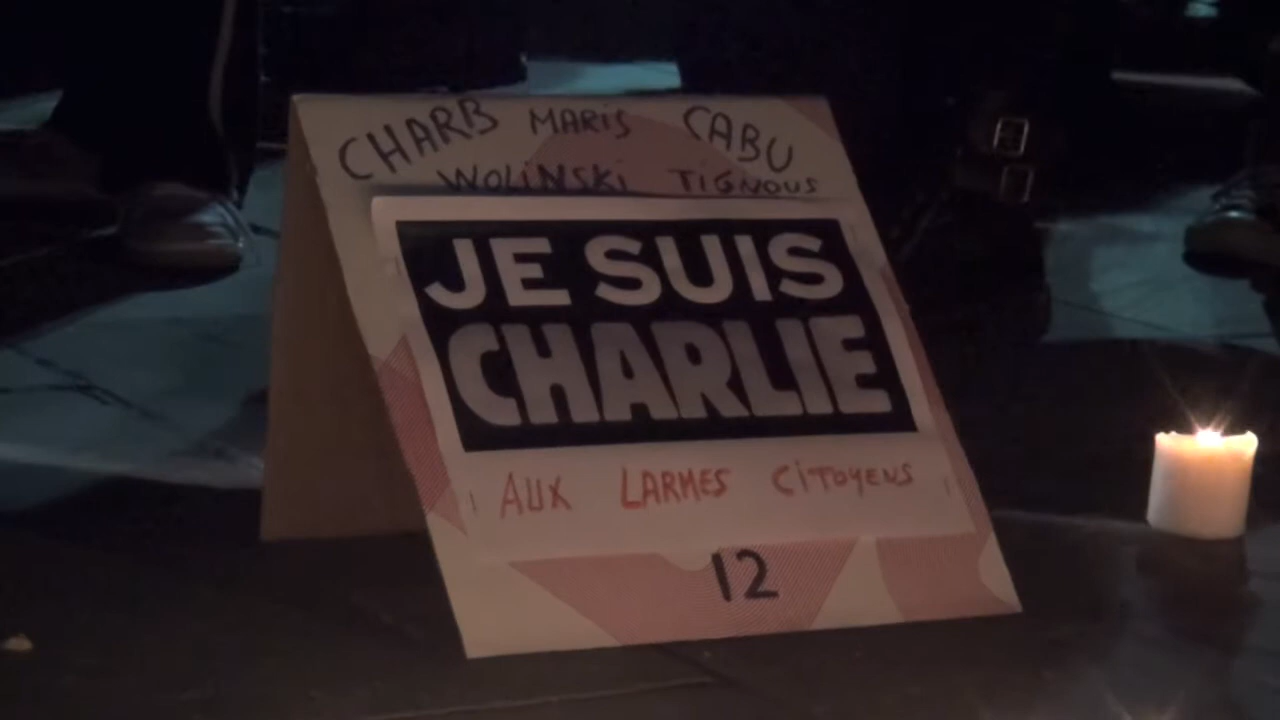 CHARB MARIS CABU
WOLINSKI TIGNOUS
JE SUIS
CHARLIE
AUX LARMES CITOYENS
12